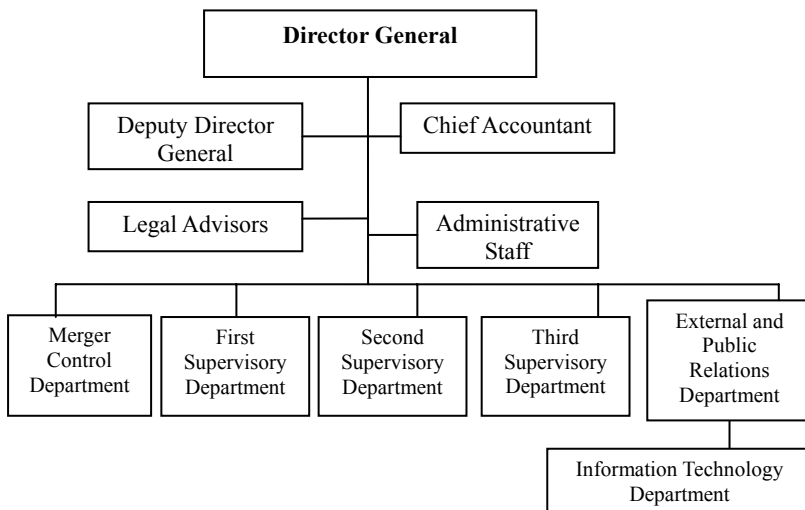 Director General
Deputy Director
General
Chief Accountant
Legal Advisors
Administrative
Staff
Merger
Control
Department
First
Supervisory
Department
Second
Supervisory
Department
Third
Supervisory
Department
External and
Public
Relations
Department
Information Technology
Department